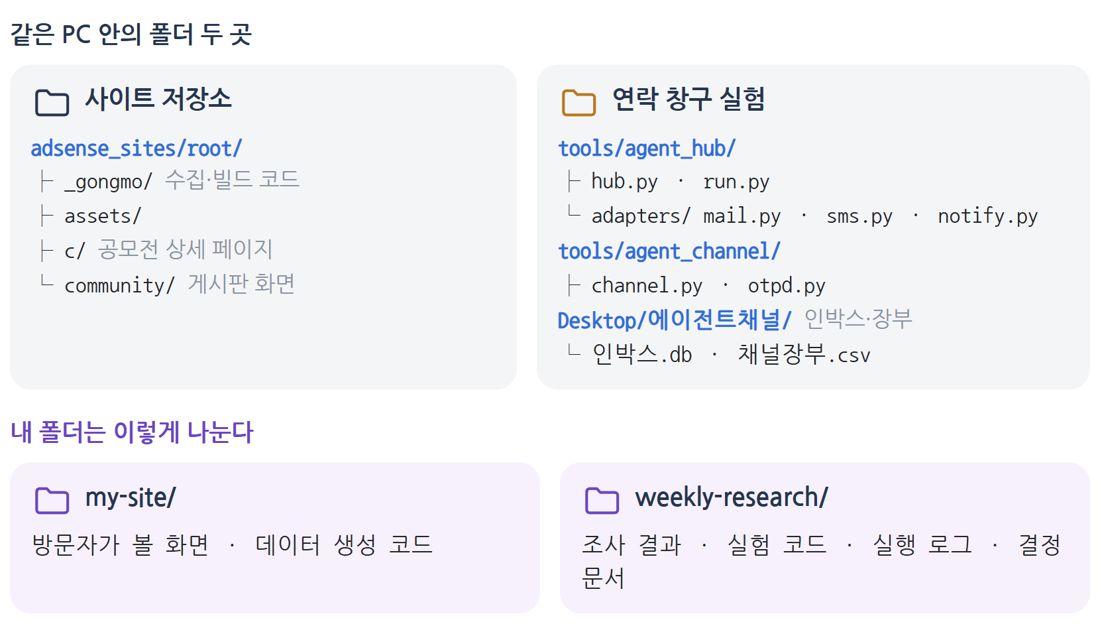 같은 PC 안의 폴더 두 곳
사이트 저장소
adsense_sites/root/
├ _gongmo/ 수집·빌드 코드
├ assets/
├ c/ 공모전 상세 페이지
└ community/ 게시판 화면
연락 창구 실험
tools/agent_hub/
├ hub.py · run.py
└ adapters/ mail.py · sms.py · notify.py
tools/agent_channel/
├ channel.py · otpd.py
Desktop/에이전트채널/ 인박스·장부
└ 인박스.db · 채널장부.csv
내 폴더는 이렇게 나눈다
my-site/
방문자가 볼 화면 · 데이터 생성 코드
weekly-research/
조사 결과 · 실험 코드 · 실행 로그 · 결정
문서